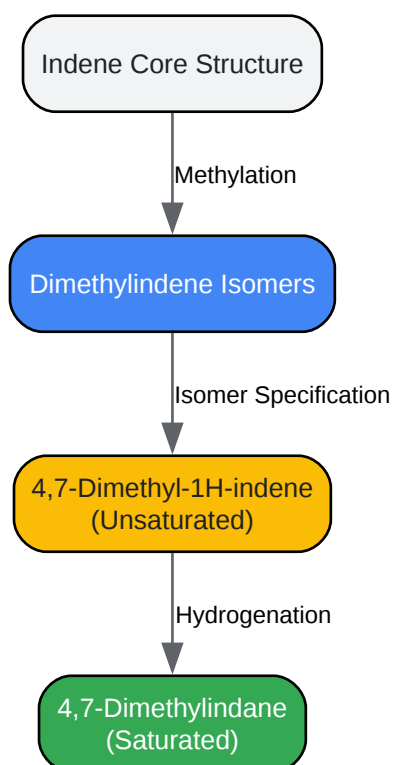 Indene Core Structure
Methylation
Dimethylindene Isomers
Isomer Specification
4,7-Dimethyl-1H-indene
(Unsaturated)
Hydrogenation
4,7-Dimethylindane
(Saturated)